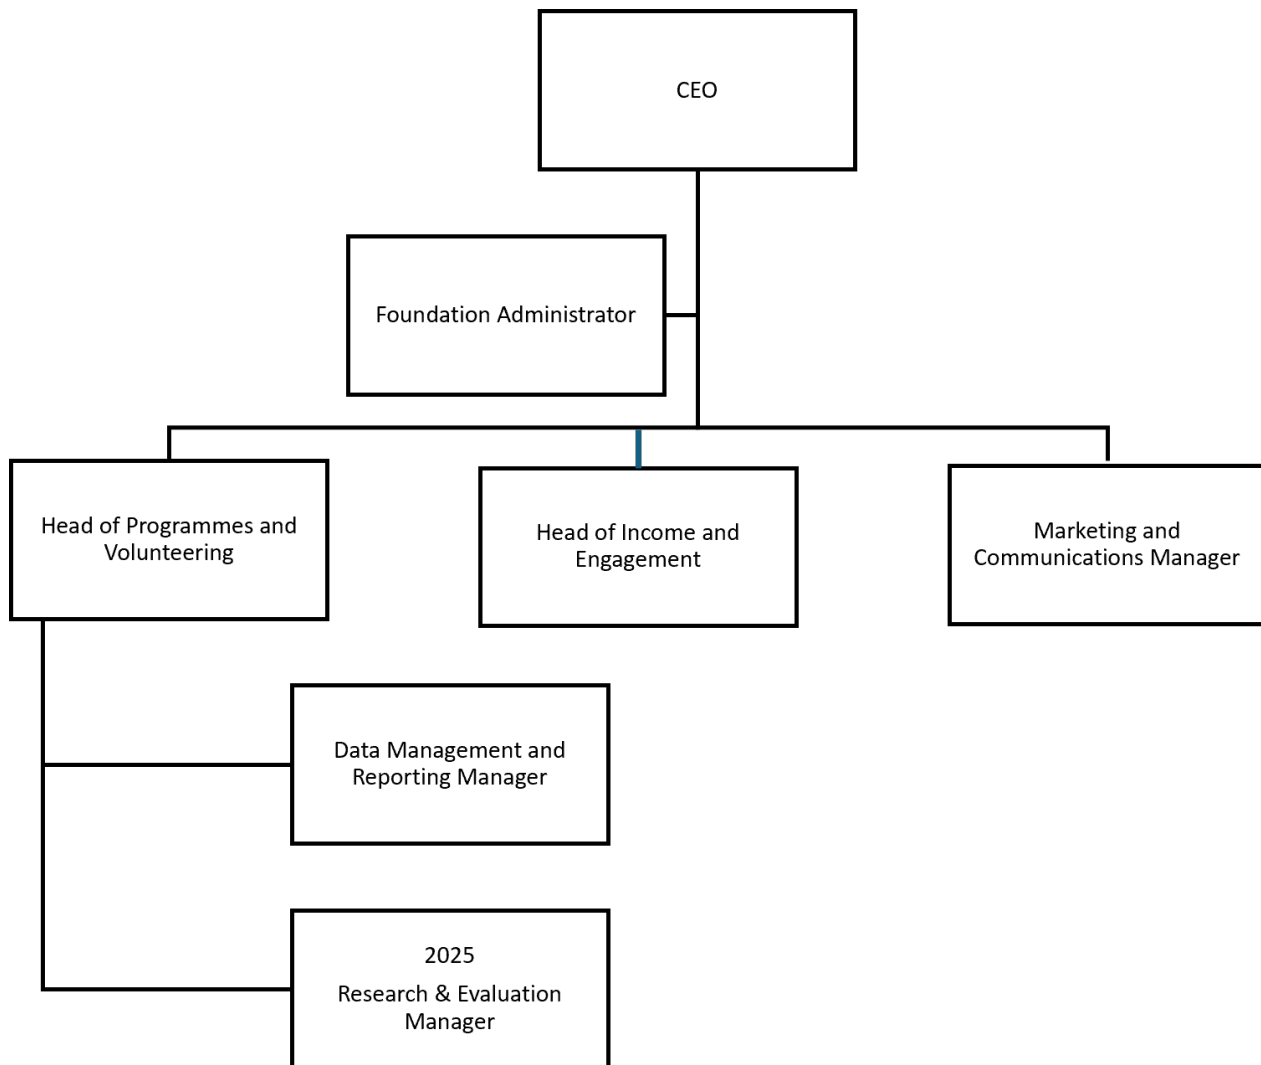 CEO
Foundation Administrator
Head of Programmes and
Volunteering
Head of Income and
Engagement
Marketing and
Communications Manager
Data Management and
Reporting Manager
2025
Research & Evaluation
Manager